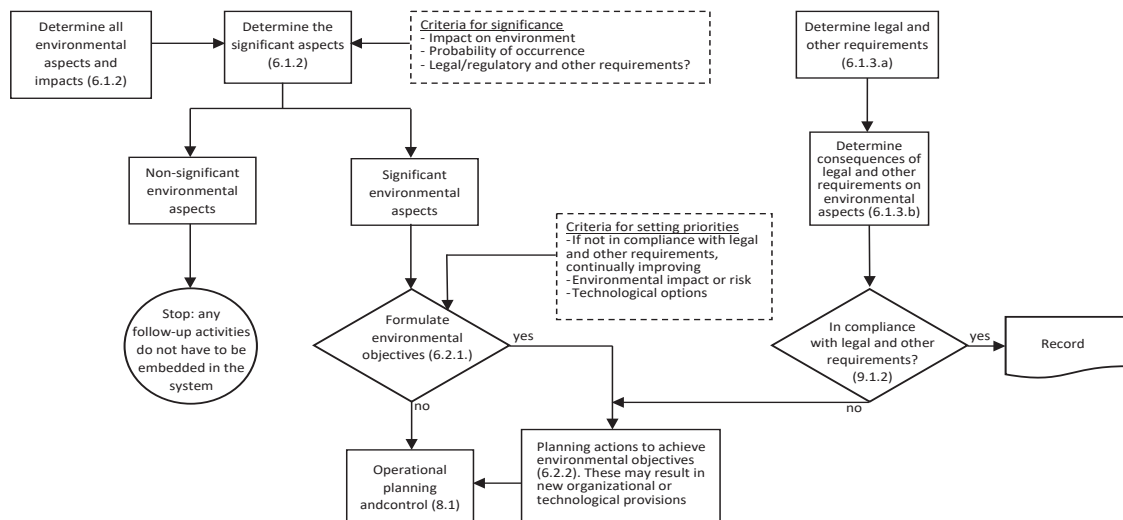 Determine all
environmental
aspects and
impacts (6.1.2)
Determine the
significant aspects
(6.1.2)
Criteria for significance
- Impact on environment
- Probability of occurrence
- Legal/regulatory and other requirements?
Determine legal and
other requirements
(6.1.3.a)
Non-significant
environmental
aspects
Significant
environmental
aspects
Determine
consequences of
legal and other
requirements on
environmental
aspects (6.1.3.b)
Criteria for setting priorities
-If not in compliance with legal
and other requirements,
continually improving
-Environmental impact or risk
-Technological options
Stop: any
follow-up activities
do not have to be
embedded in the
system
Formulate
environmental
objectives (6.2.1.)
yes
no
In compliance
with legal and other
requirements?
(9.1.2)
yes
no
Record
Operational
planning
andcontrol (8.1)
Planning actions to achieve
environmental objectives
(6.2.2). These may result in
new organizational or
technological provisions